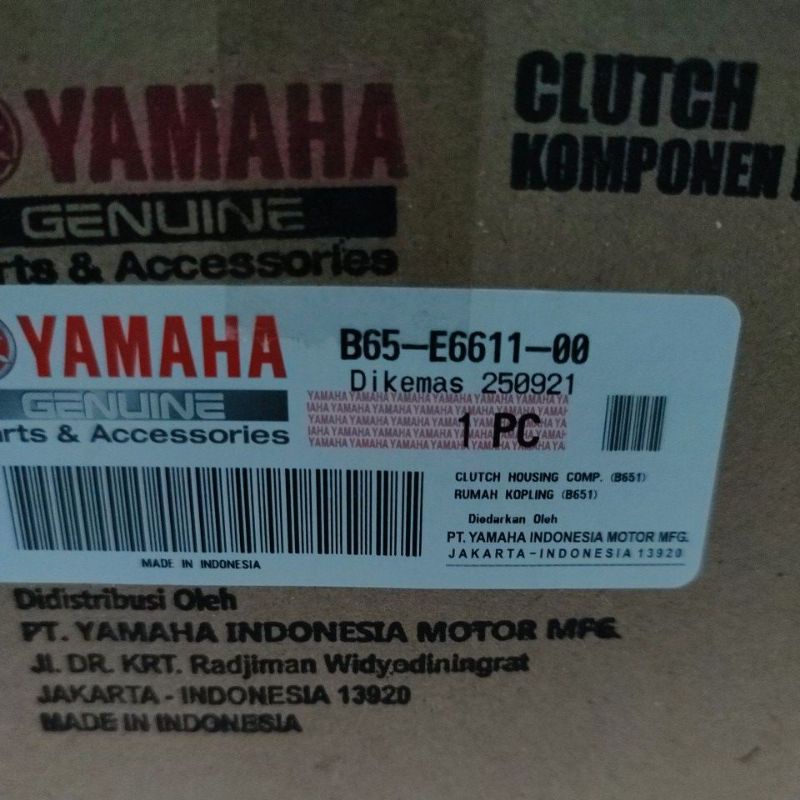 YAMAHA
GENUINE
rts & Accessories
CLUTCH
KOMPONEN
YAMAHA
GENUINE
arts & Accessories
B65-E6611-00
Dikemas 250921
1 PC
CLUTCH HOUSING COMP. (B651)
RUMAH KOPLING (B651)
Diedarkan Oleh
PT. YAMAHA INDONESIA MOTOR MFG.
JAKARTA-INDONESIA 13920
MADE IN INDONESIA
Didistribusi Oleh
PT. YAMAHA INDONESIA MOTOR MFG.
Jl. DR. KRT. Radjiman Widyodiningrat
JAKARTA - INDONESIA 13920
MADE IN INDONESIA